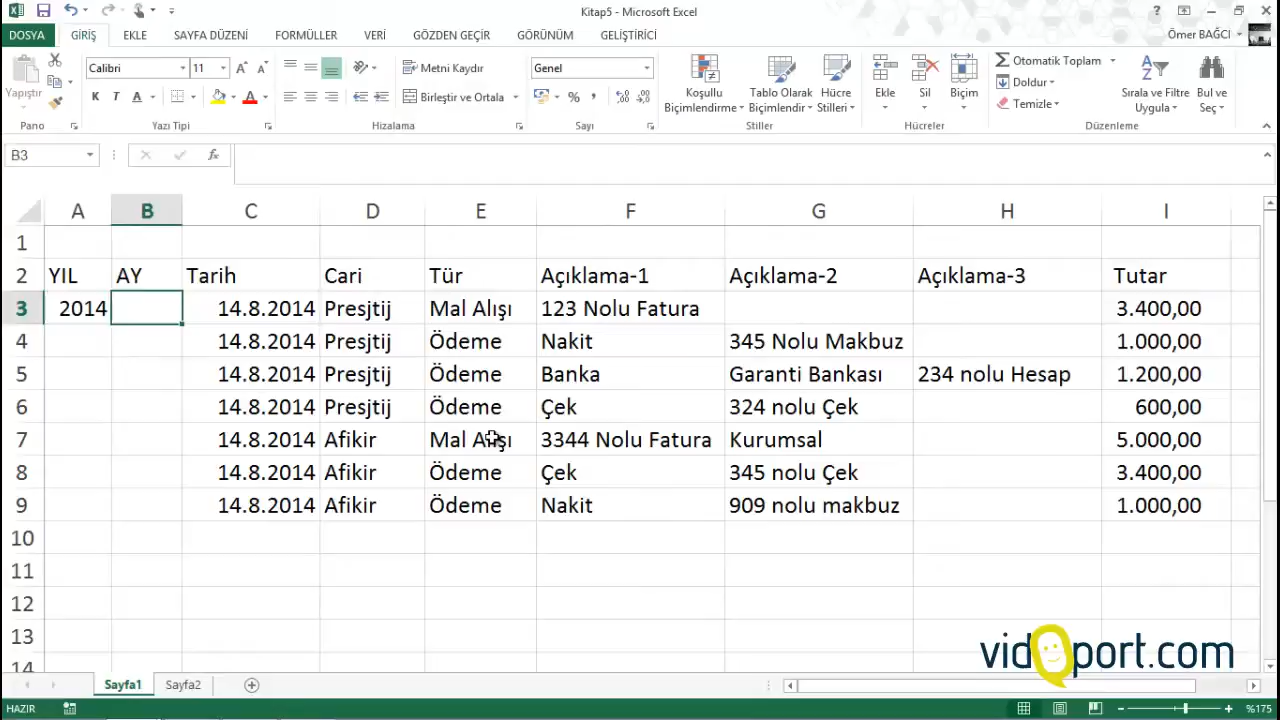 Kitap5 - Microsoft Excel
DOSYA GİRİŞ EKLE SAYFA DÜZENİ FORMÜLLER VERİ GÖZDEN GEÇİR GÖRÜNÜM GELİŞTİRİCİ Ömer BAĞCI
Yapıştır
Pano
Calibri 11
K T A
Yazı Tipi
Metni Kaydır
Birleştir ve Ortala
Hizalama
Genel
Sayı
Koşullu Biçimlendirme
Tablo Olarak Biçimlendir
Hücre Stilleri
Stiller
Ekle Sil Biçim
Hücreler
Otomatik Toplam
Doldur
Temizle
Sırala ve Filtre Uygula
Bul ve Seç
Düzenleme
B3 fx
A B C D E F G H I
1
2 YIL AY Tarih Cari Tür Açıklama-1 Açıklama-2 Açıklama-3 Tutar
3 2014 14.8.2014 Presjtij Mal Alışı 123 Nolu Fatura 3.400,00
4 14.8.2014 Presjtij Ödeme Nakit 345 Nolu Makbuz 1.000,00
5 14.8.2014 Presjtij Ödeme Banka Garanti Bankası 234 nolu Hesap 1.200,00
6 14.8.2014 Presjtij Ödeme Çek 324 nolu Çek 600,00
7 14.8.2014 Afikir Mal Alışı 3344 Nolu Fatura Kurumsal 5.000,00
8 14.8.2014 Afikir Ödeme Çek 345 nolu Çek 3.400,00
9 14.8.2014 Afikir Ödeme Nakit 909 nolu makbuz 1.000,00
10
11
12
13
14
vidoport.com
Sayfa1 Sayfa2
HAZIR %175